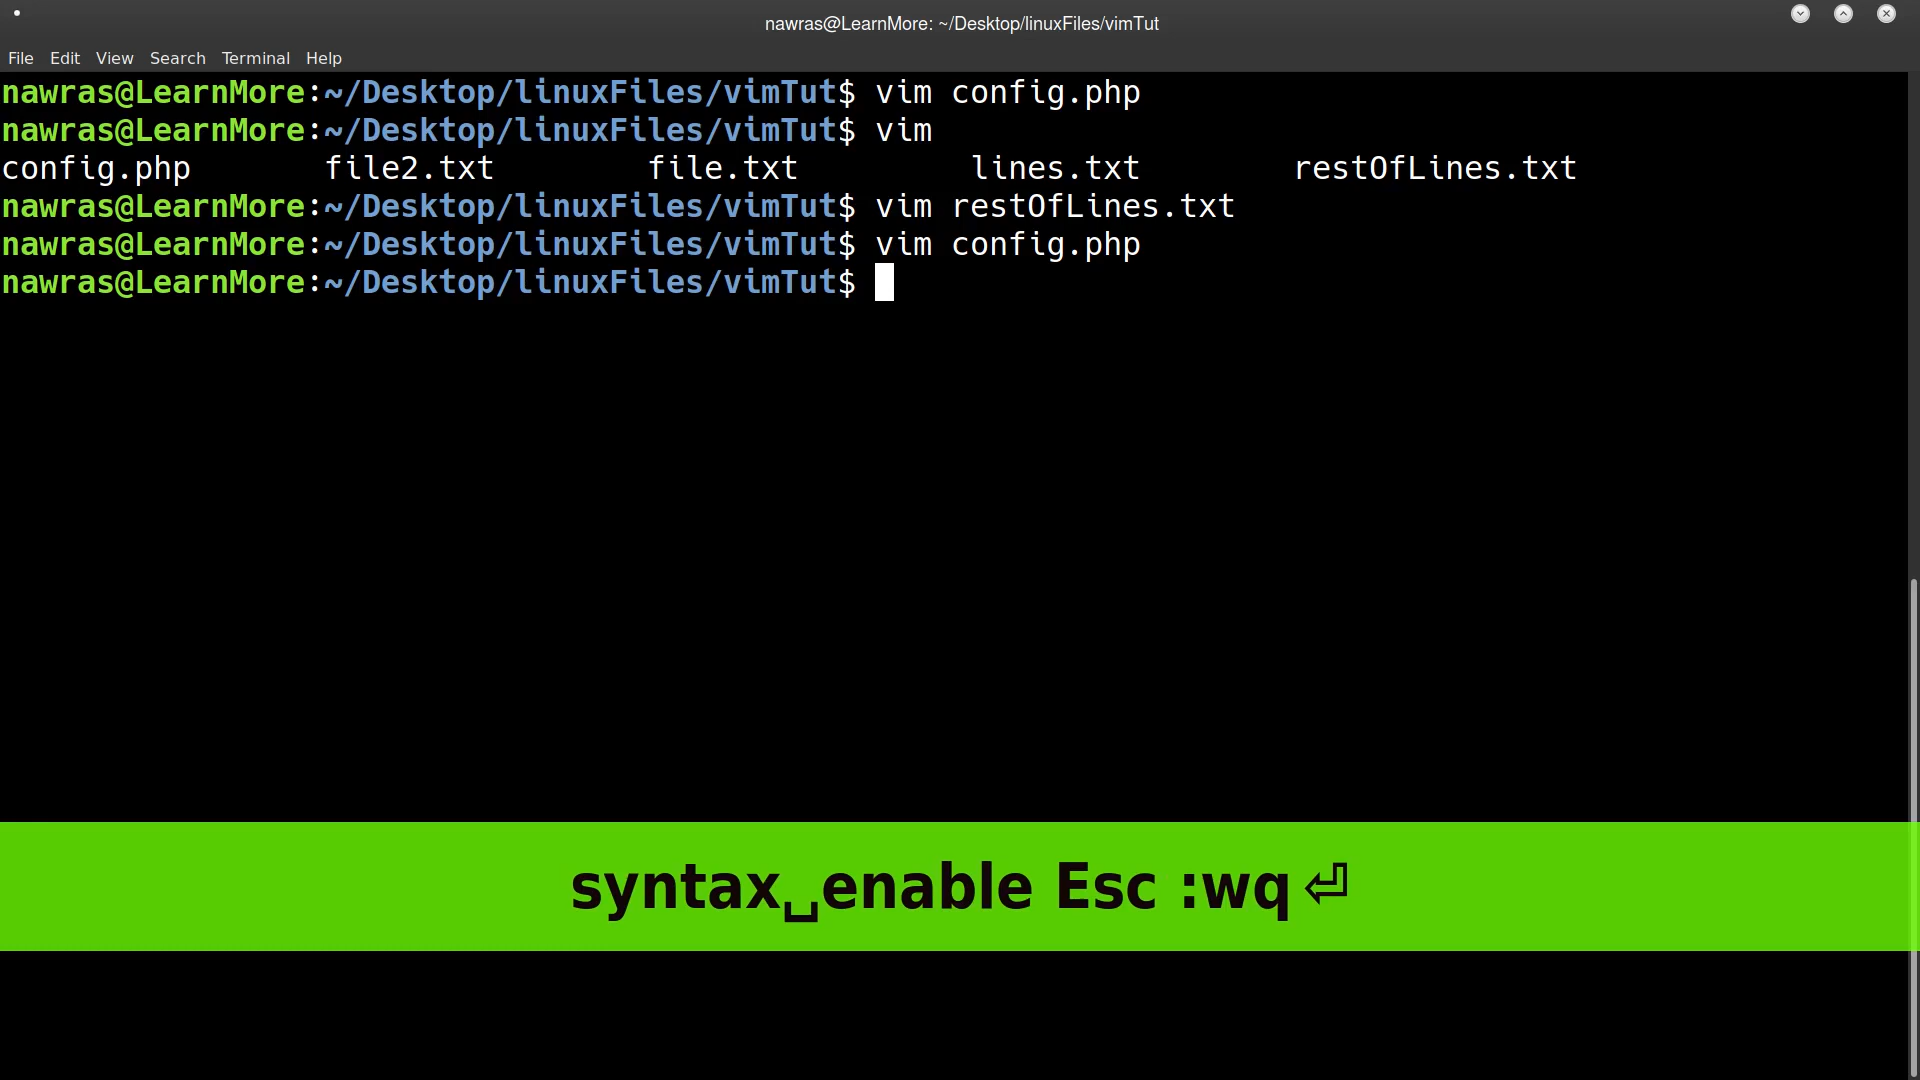 nawras@LearnMore: ~/Desktop/linuxFiles/vimTut
File Edit View Search Terminal Help
nawras@LearnMore:~/Desktop/linuxFiles/vimTut$ vim config.php
nawras@LearnMore:~/Desktop/linuxFiles/vimTut$ vim
config.php file2.txt file.txt lines.txt restOfLines.txt
nawras@LearnMore:~/Desktop/linuxFiles/vimTut$ vim restOfLines.txt
nawras@LearnMore:~/Desktop/linuxFiles/vimTut$ vim config.php
nawras@LearnMore:~/Desktop/linuxFiles/vimTut$
syntax␣enable Esc :wq⏎